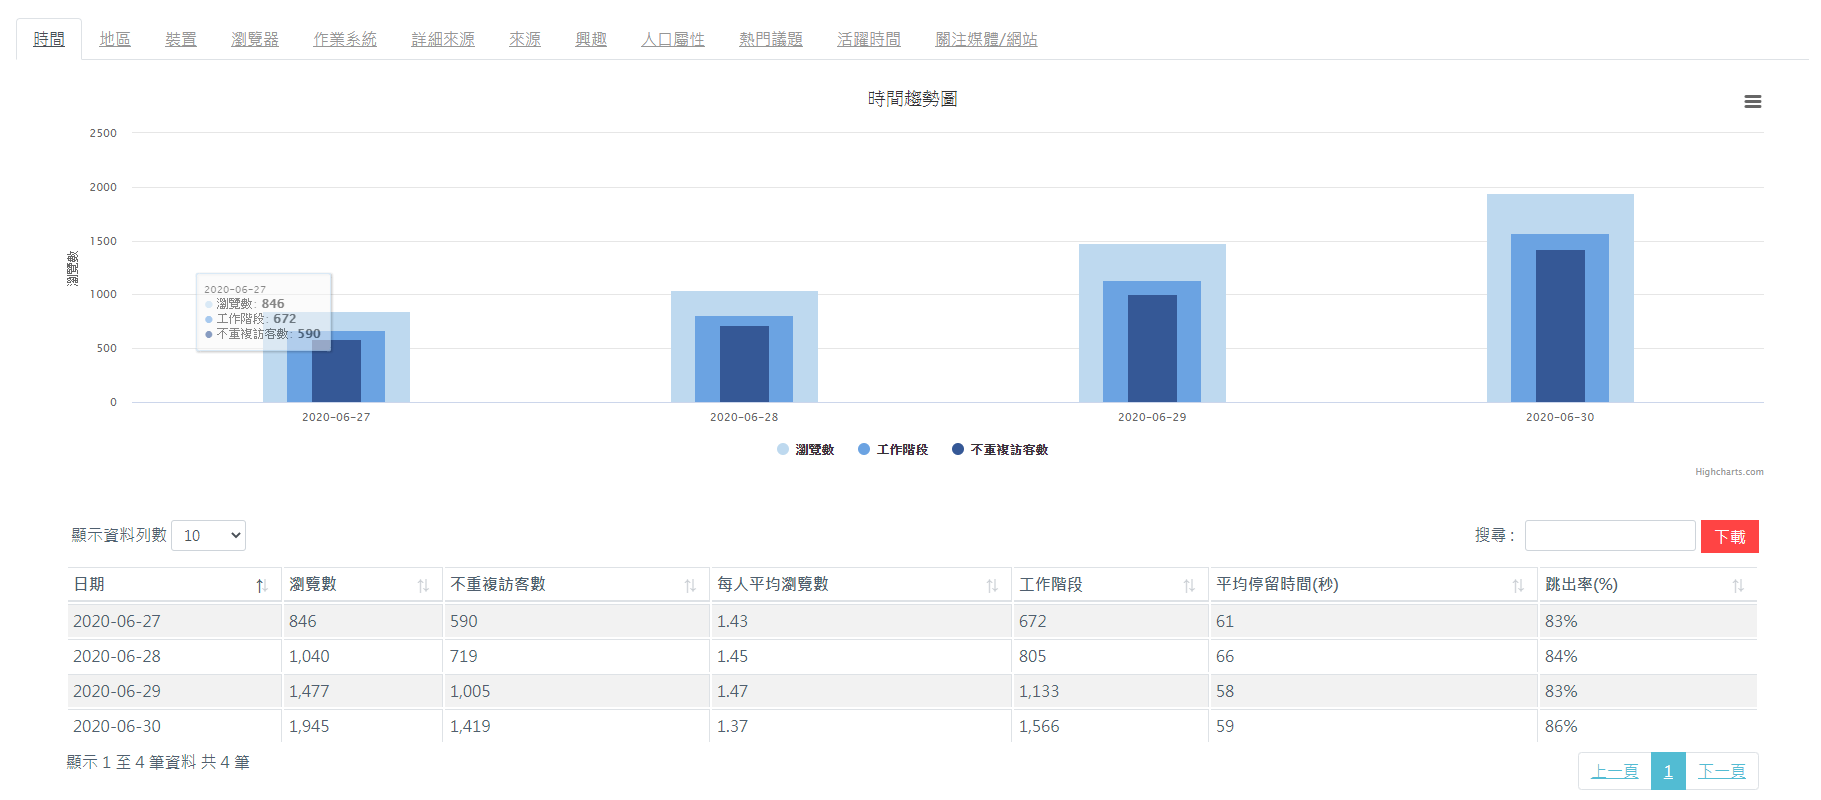 時間 地區 裝置 瀏覽器 作業系統 詳細來源 來源 興趣 人口屬性 熱門議題 活躍時間 關注媒體/網站
時間趨勢圖
2500
2000
1500
1000
500
0
瀏覽數
2020-06-27
瀏覽數: 846
工作階段: 672
不重複訪客數: 590
2020-06-27 2020-06-28 2020-06-29 2020-06-30
瀏覽數 工作階段 不重複訪客數
Highcharts.com
顯示資料列數 10 搜尋 : 下載
日期 瀏覽數 不重複訪客數 每人平均瀏覽數 工作階段 平均停留時間(秒) 跳出率(%)
2020-06-27 846 590 1.43 672 61 83%
2020-06-28 1,040 719 1.45 805 66 84%
2020-06-29 1,477 1,005 1.47 1,133 58 83%
2020-06-30 1,945 1,419 1.37 1,566 59 86%
顯示 1 至 4 筆資料 共 4 筆 上一頁 1 下一頁